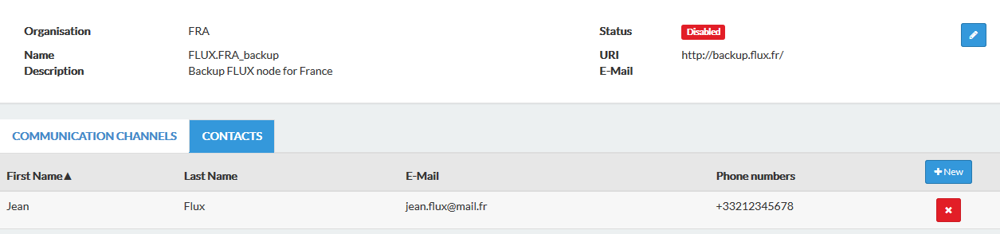 Organisation FRA Status Disabled
Name FLUX.FRA_backup URI http://backup.flux.fr/
Description Backup FLUX node for France E-Mail
COMMUNICATION CHANNELS CONTACTS
First Name▲ Last Name E-Mail Phone numbers New
Jean Flux jean.flux@mail.fr +33212345678